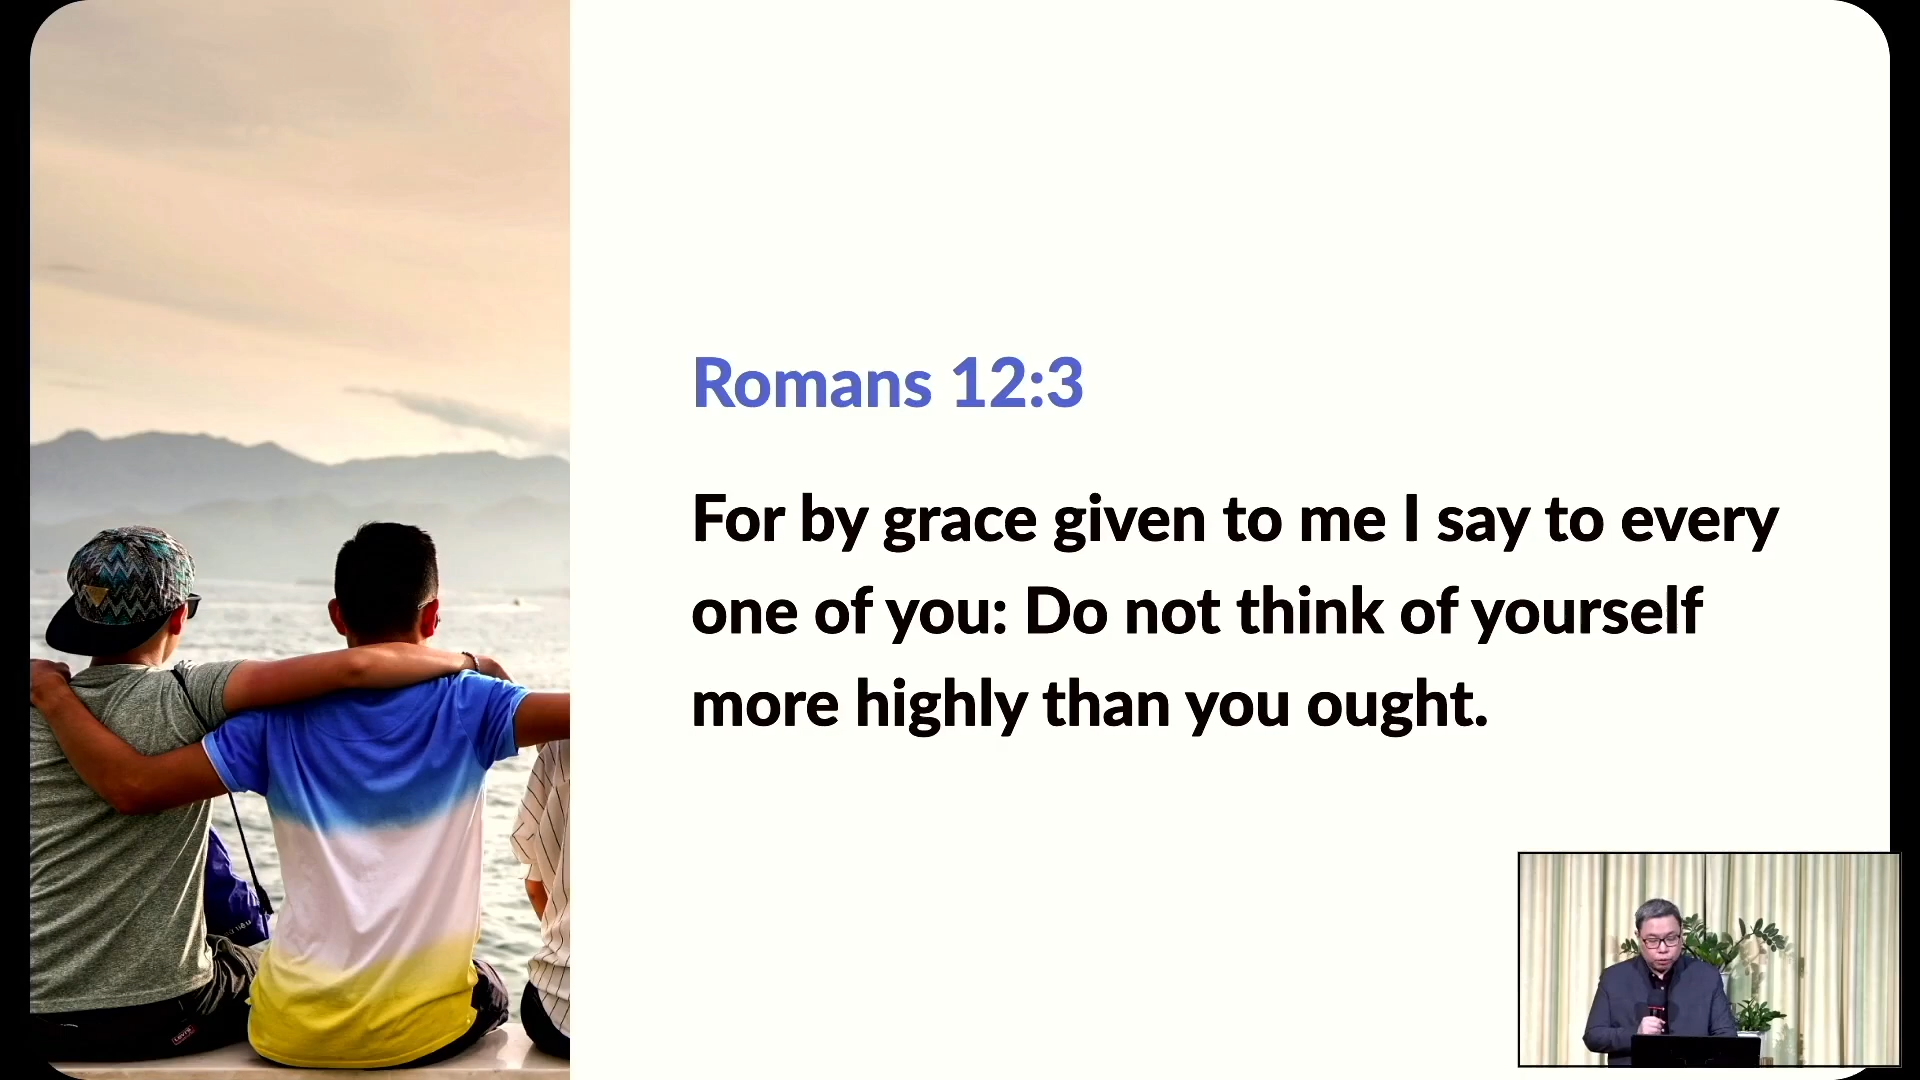 Romans 12:3
For by grace given to me I say to every
one of you: Do not think of yourself
more highly than you ought.